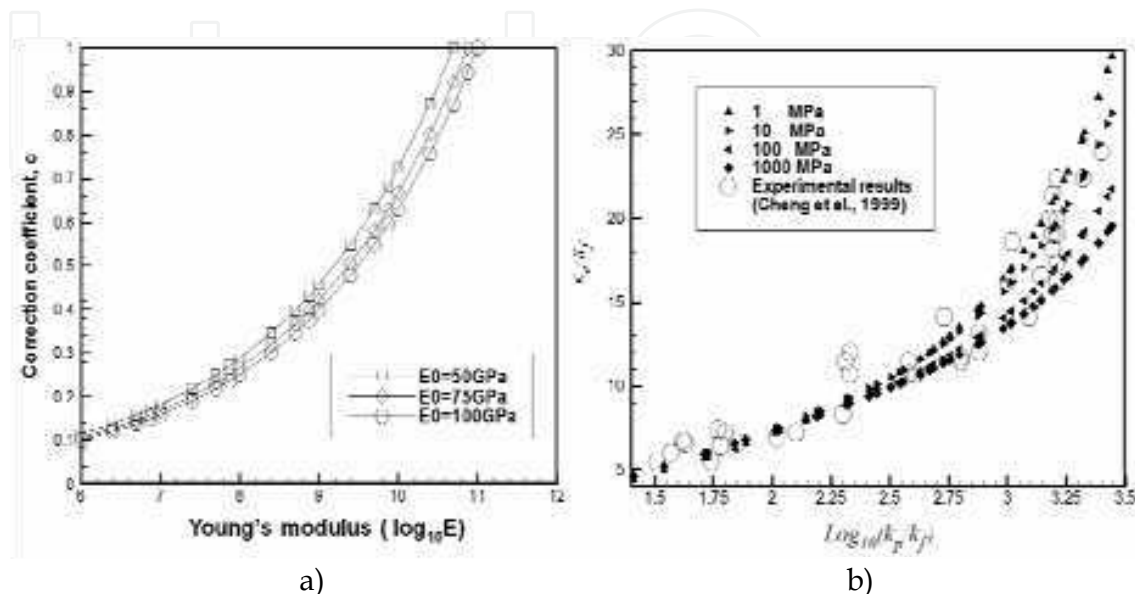 1
0.9
0.8
0.7
0.6
0.5
0.4
0.3
0.2
0.1
0
Correction coefficient, c
E0=50GPa
E0=75GPa
E0=100GPa
6 7 8 9 10 11 12
Young's modulus ( log10E)
a)
30
25
20
15
10
5
1 MPa
10 MPa
100 MPa
1000 MPa
Experimental results
(Cheng et al., 1999)
1.5 1.75 2 2.25 2.5 2.75 3 3.25 3.5
b)